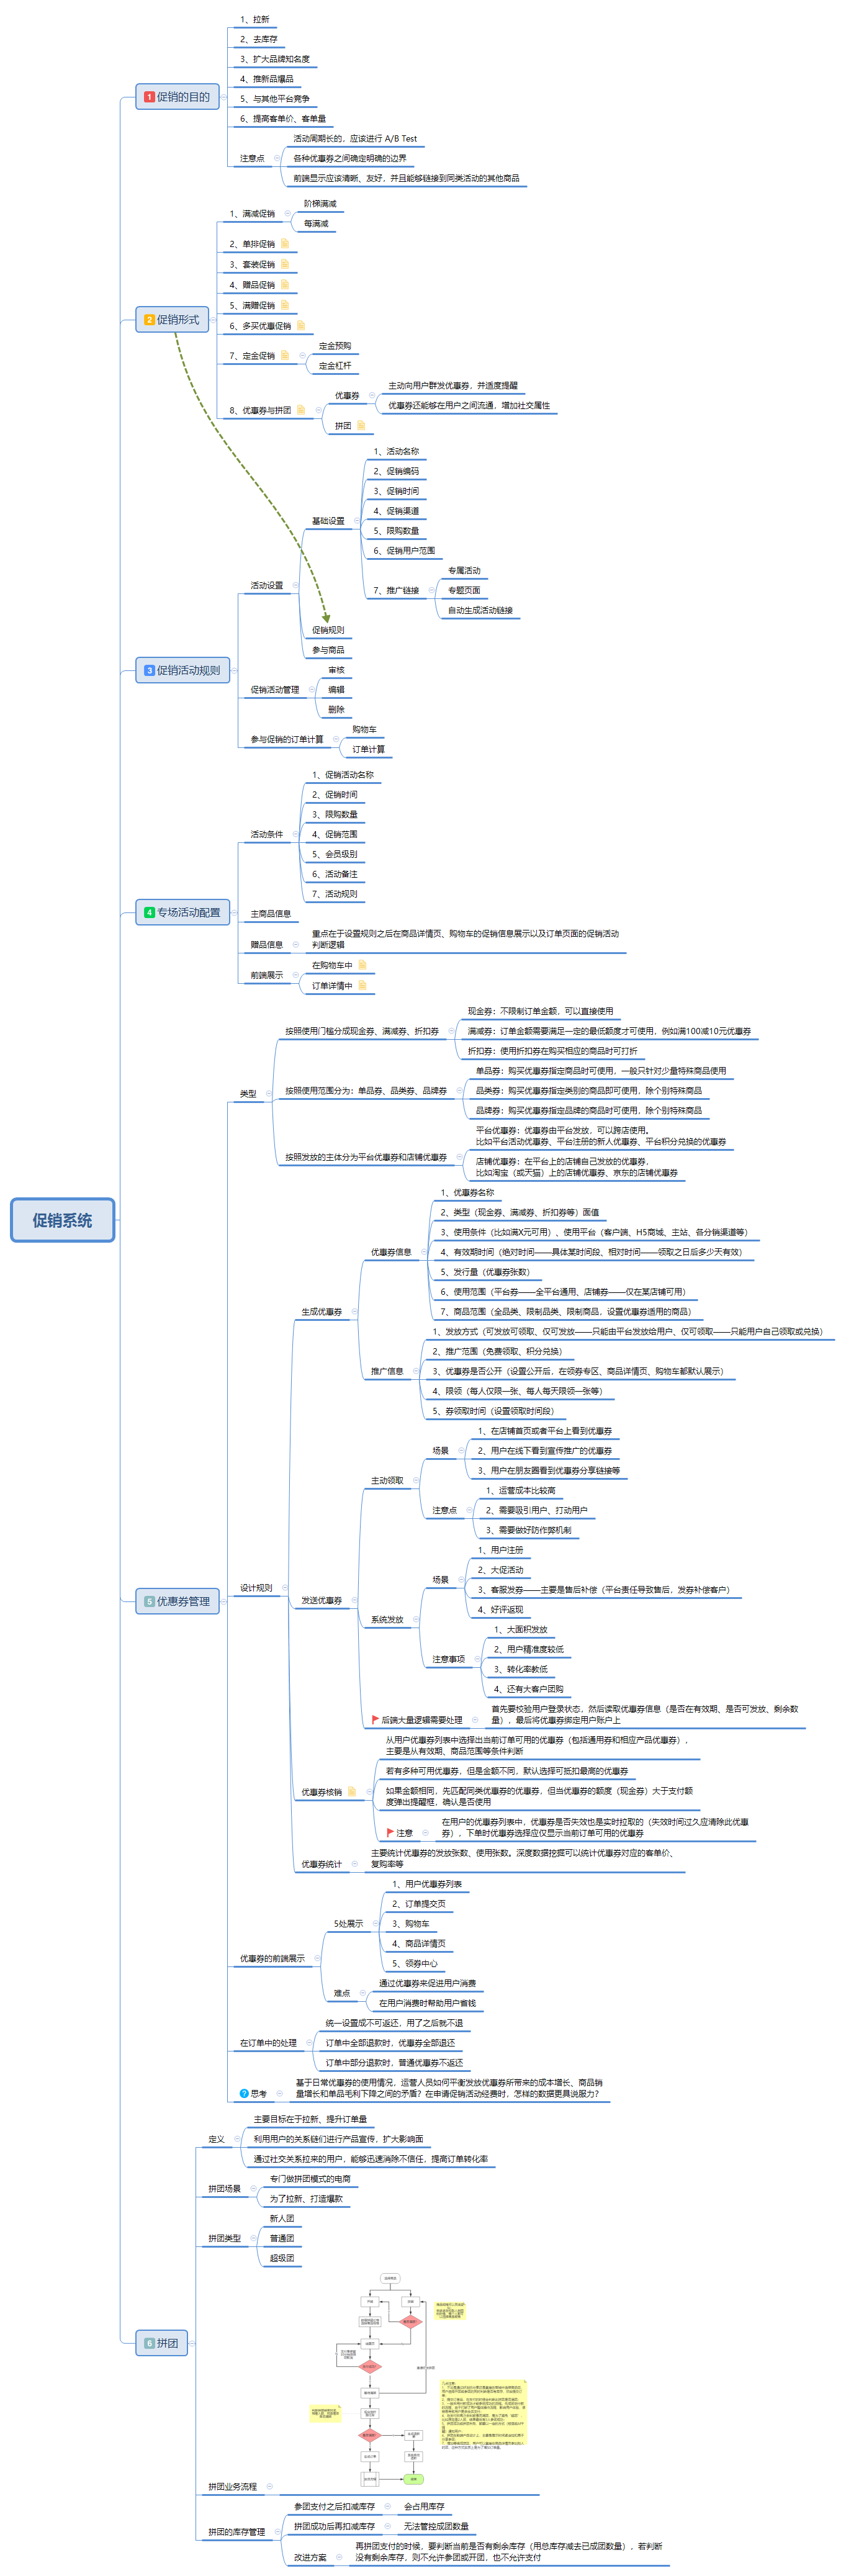 促销系统
1 促销的目的
1、拉新
2、去库存
3、扩大品牌知名度
4、推新品爆品
5、与其他平台竞争
6、提高客单价、客单量
注意点
活动周期长的，应该进行 A/B Test
各种优惠券之间确定明确的边界
前端显示应该清晰、友好，并且能够链接到同类活动的其他商品
2 促销形式
1、满减促销
阶梯满减
每满减
2、单排促销
3、套装促销
4、赠品促销
5、满赠促销
6、多买优惠促销
7、定金促销
定金预购
定金杠杆
8、优惠券与拼团
优惠券
主动向用户群发优惠券，并适度提醒
优惠券还能够在用户之间流通，增加社交属性
拼团
3 促销活动规则
活动设置
基础设置
1、活动名称
2、促销编码
3、促销时间
4、促销渠道
5、限购数量
6、促销用户范围
7、推广链接
专属活动
专题页面
自动生成活动链接
促销规则
参与商品
促销活动管理
审核
编辑
删除
参与促销的订单计算
购物车
订单计算
4 专场活动配置
活动条件
1、促销活动名称
2、促销时间
3、限购数量
4、促销范围
5、会员级别
6、活动备注
7、活动规则
主商品信息
赠品信息
重点在于设置规则之后在商品详情页、购物车的促销信息展示以及订单页面的促销活动
判断逻辑
前端展示
在购物车中
订单详情中
5 优惠券管理
类型
按照使用门槛分成现金券、满减券、折扣券
现金券：不限制订单金额，可以直接使用
满减券：订单金额需要满足一定的最低额度才可使用，例如满100减10元优惠券
折扣券：使用折扣券在购买相应的商品时可打折
按照使用范围分为：单品券、品类券、品牌券
单品券：购买优惠券指定商品时可使用，一般只针对少量特殊商品使用
品类券：购买优惠券指定类别的商品即可使用，除个别特殊商品
品牌券：购买优惠券指定品牌的商品时可使用，除个别特殊商品
按照发放的主体分为平台优惠券和店铺优惠券
平台优惠券：优惠券由平台发放，可以跨店使用。
比如平台活动优惠券、平台注册的新人优惠券、平台积分兑换的优惠券
店铺优惠券：在平台上的店铺自己发放的优惠券，
比如淘宝（或天猫）上的店铺优惠券、京东的店铺优惠券
设计规则
生成优惠券
优惠券信息
1、优惠券名称
2、类型（现金券、满减券、折扣券等）面值
3、使用条件（比如满X元可用）、使用平台（客户端、H5商城、主站、各分销渠道等）
4、有效期时间（绝对时间——具体某时间段、相对时间——领取之日后多少天有效）
5、发行量（优惠券张数）
6、使用范围（平台券——全平台通用、店铺券——仅在某店铺可用）
7、商品范围（全品类、限制品类、限制商品，设置优惠券适用的商品）
推广信息
1、发放方式（可发放可领取、仅可发放——只能由平台发放给用户、仅可领取——只能用户自己领取或兑换）
2、推广范围（免费领取、积分兑换）
3、优惠券是否公开（设置公开后，在领券专区、商品详情页、购物车都默认展示）
4、限领（每人仅限一张、每人每天限领一张等）
5、券领取时间（设置领取时间段）
发送优惠券
主动领取
场景
1、在店铺首页或者平台上看到优惠券
2、用户在线下看到宣传推广的优惠券
3、用户在朋友圈看到优惠券分享链接等
注意点
1、运营成本比较高
2、需要吸引用户、打动用户
3、需要做好防作弊机制
系统发放
场景
1、用户注册
2、大促活动
3、客服发券——主要是售后补偿（平台责任导致售后，发券补偿客户）
4、好评返现
注意事项
1、大面积发放
2、用户精准度较低
3、转化率教低
4、还有大客户团购
后端大量逻辑需要处理
首先要校验用户登录状态，然后读取优惠券信息（是否在有效期、是否可发放、剩余数
量），最后将优惠券绑定用户账户上
优惠券核销
从用户优惠券列表中选择出当前订单可用的优惠券（包括通用券和相应产品优惠券），
主要是从有效期、商品范围等条件判断
若有多种可用优惠券，但是金额不同，默认选择可抵扣最高的优惠券
如果金额相同，先匹配同类优惠券的优惠券，但当优惠券的额度（现金券）大于支付额
度弹出提醒框，确认是否使用
注意
在用户的优惠券列表中，优惠券是否失效也是实时拉取的（失效时间过久应清除此优惠
券），下单时优惠券选择应仅显示当前订单可用的优惠券
优惠券统计
主要统计优惠券的发放张数、使用张数。深度数据挖掘可以统计优惠券对应的客单价、
复购率等
优惠券的前端展示
5处展示
1、用户优惠券列表
2、订单提交页
3、购物车
4、商品详情页
5、领券中心
难点
通过优惠券来促进用户消费
在用户消费时帮助用户省钱
在订单中的处理
统一设置成不可返还，用了之后就不退
订单中全部退款时，优惠券全部退还
订单中部分退款时，普通优惠券不返还
思考
基于日常优惠券的使用情况，运营人员如何平衡发放优惠券所带来的成本增长、商品销
量增长和单品毛利下降之间的矛盾？在申请促销活动经费时，怎样的数据更具说服力？
6 拼团
定义
主要目标在于拉新、提升订单量
利用用户的关系链们进行产品宣传，扩大影响面
通过社交关系拉来的用户，能够迅速消除不信任，提高订单转化率
拼团场景
专门做拼团模式的电商
为了拉新、打造爆款
拼团类型
新人团
普通团
超级团
拼团业务流程
拼团的库存管理
参团支付之后扣减库存
会占用库存
拼团成功后再扣减库存
无法管控成团数量
改进方案
再拼团支付的时候，要判断当前是否有剩余库存（用总库存减去已成团数量），若判断
没有剩余库存，则不允许参团或开团，也不允许支付